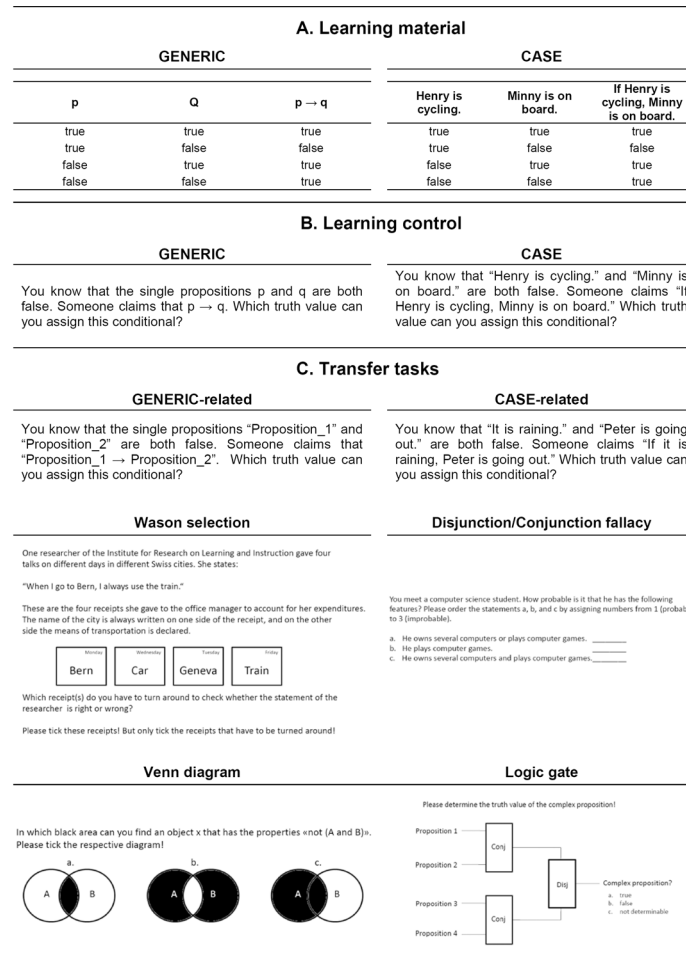 A. Learning material
GENERIC
CASE
p Q p → q
Henry is cycling. Minny is on board. If Henry is cycling, Minny is on board.
true true true true true true
true false false true false false
false true true false true true
false false true false false true
B. Learning control
GENERIC
You know that the single propositions p and q are both
false. Someone claims that p → q. Which truth value can
you assign this conditional?
CASE
You know that “Henry is cycling.” and “Minny is
on board.” are both false. Someone claims “If
Henry is cycling, Minny is on board.” Which truth
value can you assign this conditional?
C. Transfer tasks
GENERIC-related
You know that the single propositions “Proposition_1” and
“Proposition_2” are both false. Someone claims that
“Proposition_1 → Proposition_2”. Which truth value can
you assign this conditional?
CASE-related
You know that “It is raining.” and “Peter is going
out.” are both false. Someone claims “If it is
raining, Peter is going out.” Which truth value can
you assign this conditional?
Wason selection
One researcher of the Institute for Research on Learning and Instruction gave four
talks on different days in different Swiss cities. She states:
“When I go to Bern, I always use the train.”
These are the four receipts she gave to the office manager to account for her expenditures.
The name of the city is always written on one side of the receipt, and on the other
side the means of transportation is declared.
Monday Wednesday Tuesday Friday
Bern Car Geneva Train
Which receipt(s) do you have to turn around to check whether the statement of the
researcher is right or wrong?
Please tick these receipts! But only tick the receipts that have to be turned around!
Disjunction/Conjunction fallacy
You meet a computer science student. How probable is it that he has the following
features? Please order the statements a, b, and c by assigning numbers from 1 (probab
to 3 (improbable).
a. He owns several computers or plays computer games.
b. He plays computer games.
c. He owns several computers and plays computer games.
Venn diagram
In which black area can you find an object x that has the properties «not (A and B)».
Please tick the respective diagram!
a. b. c.
A B A B A B
Logic gate
Please determine the truth value of the complex proposition!
Proposition 1
Conj
Proposition 2
Disj
Complex proposition?
a. true
b. false
c. not determinable
Proposition 3
Conj
Proposition 4